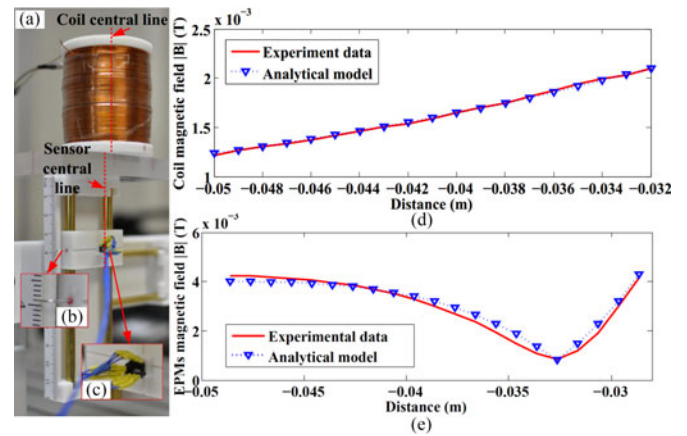 (a)
Coil central line
Sensor
central
line
(b)
(c)
× 10⁻³
2.5
2
1.5
1
Coil magnetic field |B| (T)
Experiment data
Analytical model
-0.05
-0.048
-0.046
-0.044
-0.042
-0.04
-0.038
-0.036
-0.034
-0.032
Distance (m)
(d)
x 10⁻³
6
4
2
0
EPMs magnetic field |B| (T)
Experimental data
Analytical model
-0.05
-0.045
-0.04
-0.035
-0.03
Distance (m)
(e)